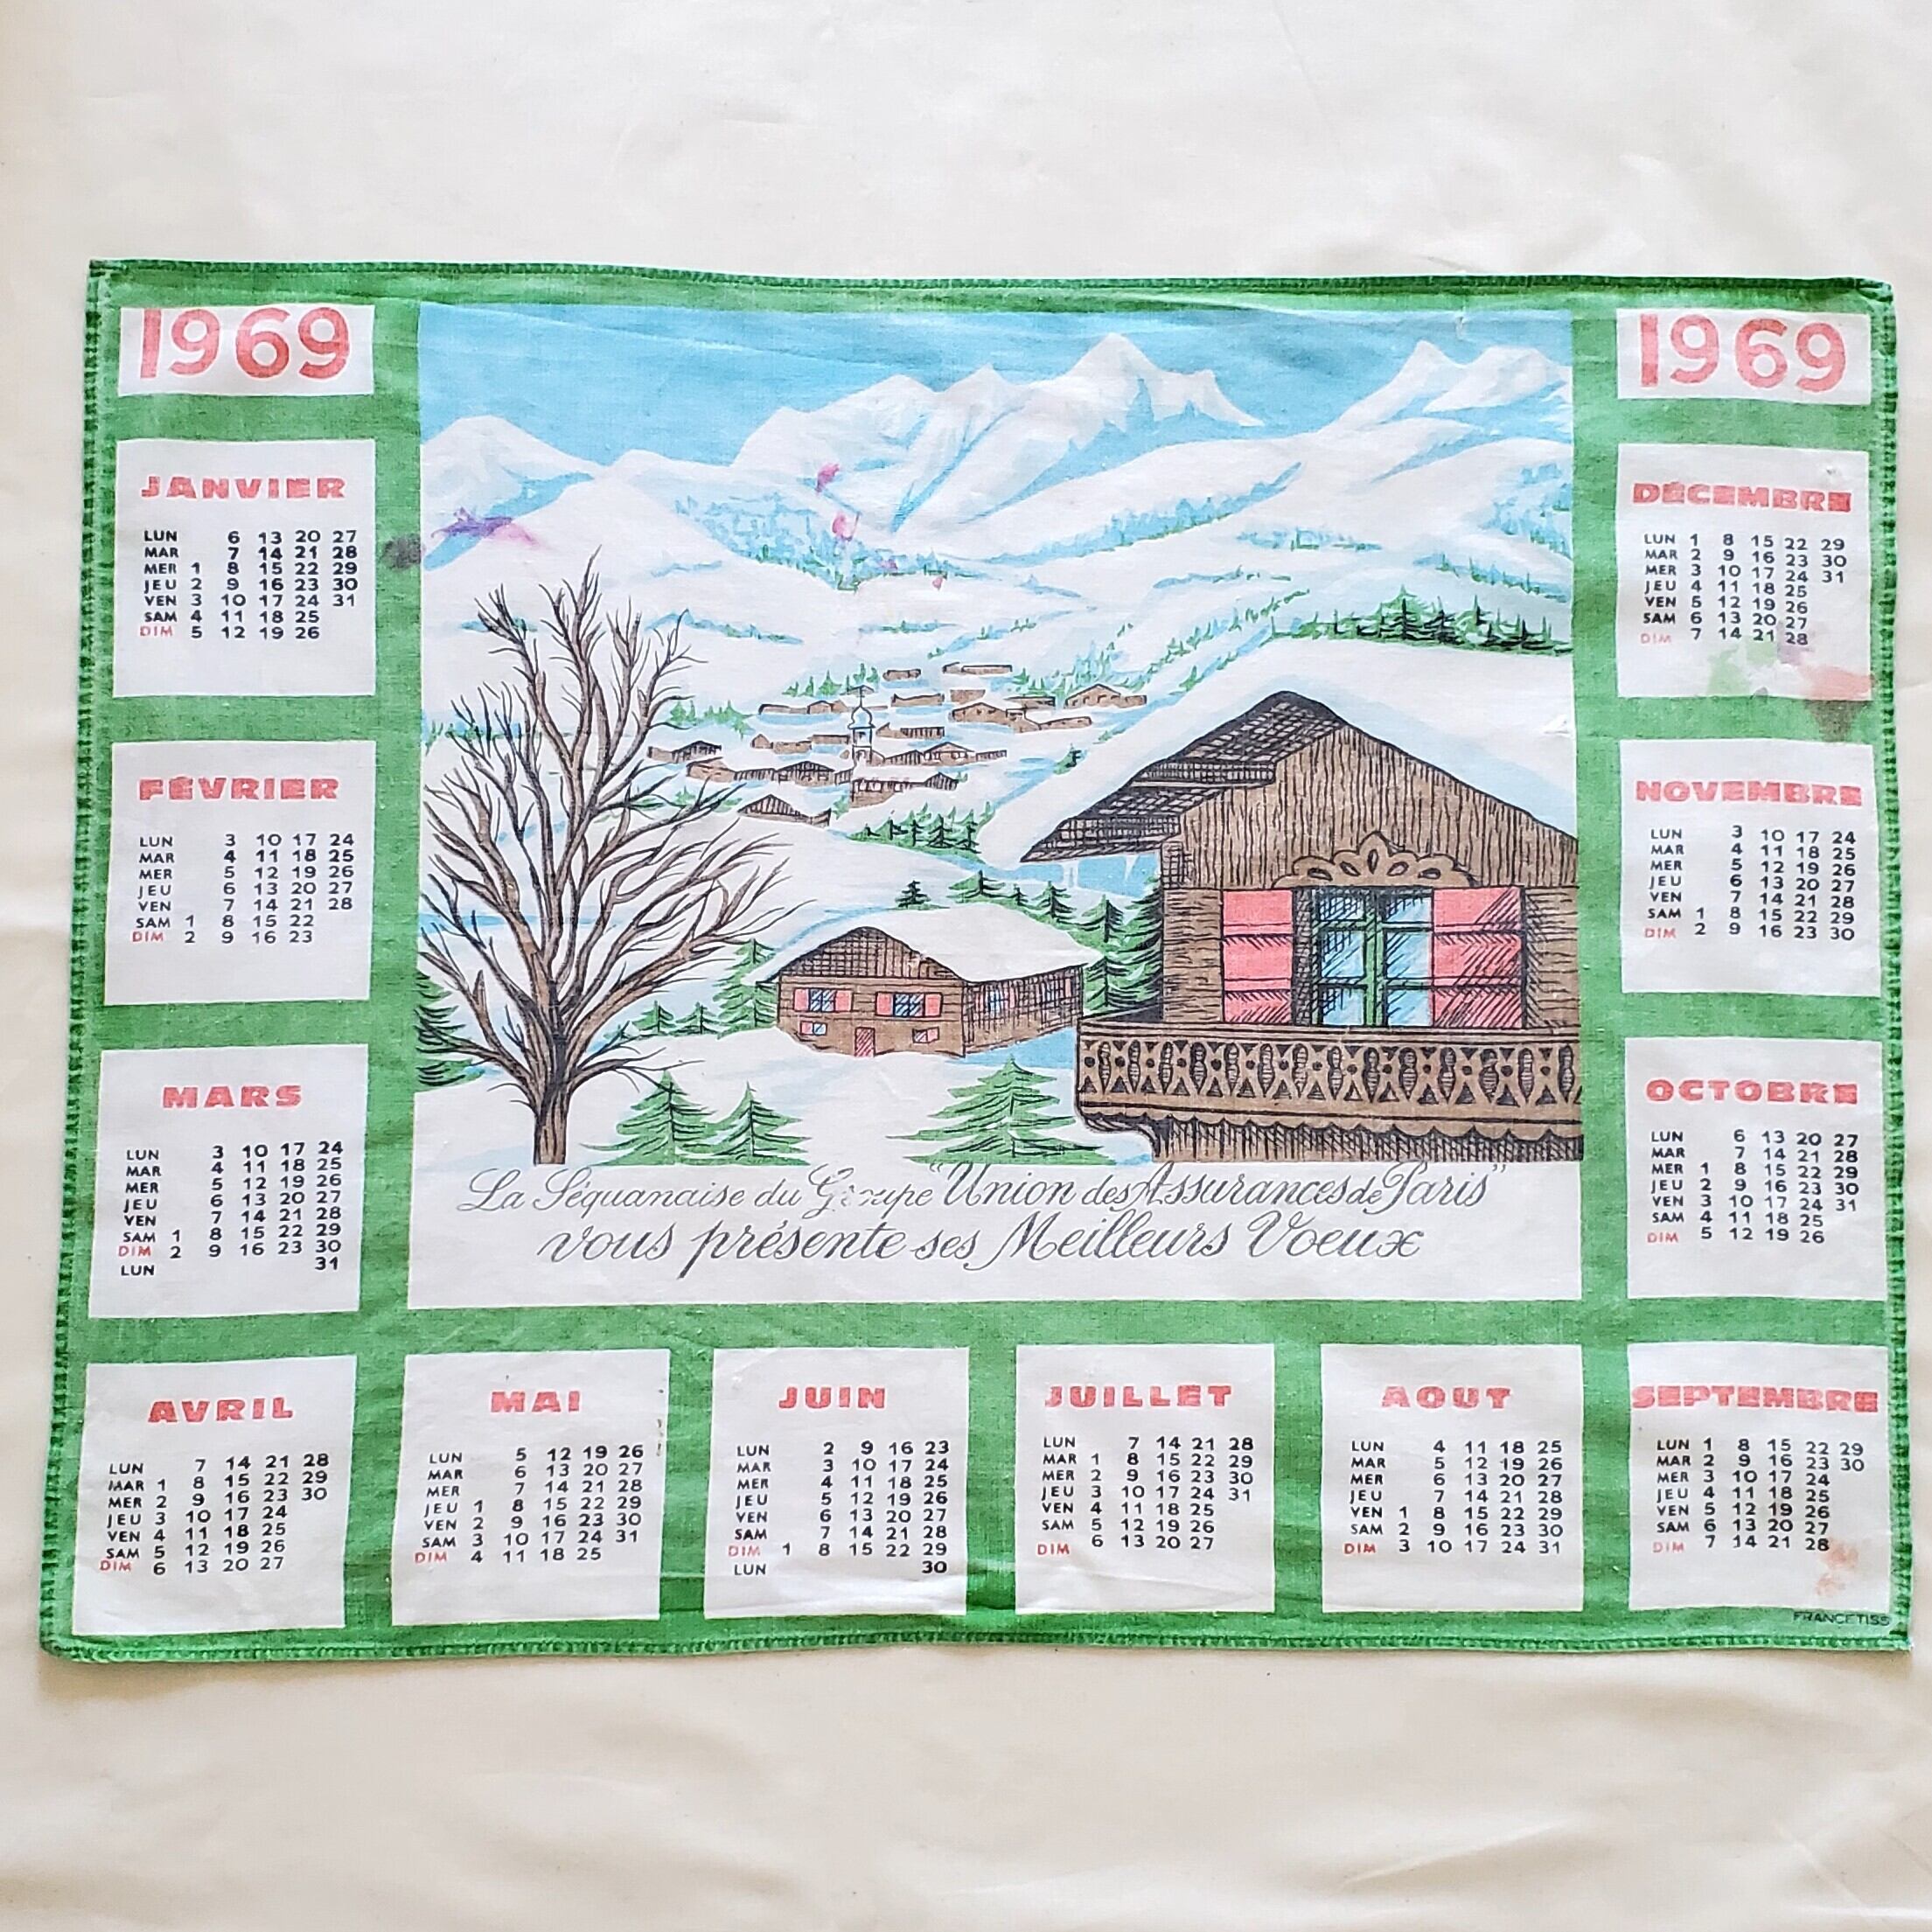 1969
1969
JANVIER
LUN 6 13 20 27
MAR 7 14 21 28
MER 1 8 15 22 29
JEU 2 9 16 23 30
VEN 3 10 17 24 31
SAM 4 11 18 25
DIM 5 12 19 26
FÉVRIER
LUN 3 10 17 24
MAR 4 11 18 25
MER 5 12 19 26
JEU 6 13 20 27
VEN 7 14 21 28
SAM 1 8 15 22
DIM 2 9 16 23
MARS
LUN 3 10 17 24
MAR 4 11 18 25
MER 5 12 19 26
JEU 6 13 20 27
VEN 7 14 21 28
SAM 1 8 15 22 29
DIM 2 9 16 23 30
LUN 31
AVRIL
LUN 7 14 21 28
MAR 1 8 15 22 29
MER 2 9 16 23 30
JEU 3 10 17 24
VEN 4 11 18 25
SAM 5 12 19 26
DIM 6 13 20 27
MAI
LUN 5 12 19 26
MAR 6 13 20 27
MER 7 14 21 28
JEU 1 8 15 22 29
VEN 2 9 16 23 30
SAM 3 10 17 24 31
DIM 4 11 18 25
JUIN
LUN 2 9 16 23
MAR 3 10 17 24
MER 4 11 18 25
JEU 5 12 19 26
VEN 6 13 20 27
SAM 7 14 21 28
DIM 1 8 15 22 29
LUN 30
JUILLET
LUN 7 14 21 28
MAR 1 8 15 22 29
MER 2 9 16 23 30
JEU 3 10 17 24 31
VEN 4 11 18 25
SAM 5 12 19 26
DIM 6 13 20 27
AOUT
LUN 4 11 18 25
MAR 5 12 19 26
MER 6 13 20 27
JEU 7 14 21 28
VEN 1 8 15 22 29
SAM 2 9 16 23 30
DIM 3 10 17 24 31
SEPTEMBRE
LUN 1 8 15 22 29
MAR 2 9 16 23 30
MER 3 10 17 24
JEU 4 11 18 25
VEN 5 12 19 26
SAM 6 13 20 27
DIM 7 14 21 28
OCTOBRE
LUN 6 13 20 27
MAR 7 14 21 28
MER 1 8 15 22 29
JEU 2 9 16 23 30
VEN 3 10 17 24 31
SAM 4 11 18 25
DIM 5 12 19 26
NOVEMBRE
LUN 3 10 17 24
MAR 4 11 18 25
MER 5 12 19 26
JEU 6 13 20 27
VEN 7 14 21 28
SAM 1 8 15 22 29
DIM 2 9 16 23 30
DÉCEMBRE
LUN 1 8 15 22 29
MAR 2 9 16 23 30
MER 3 10 17 24 31
JEU 4 11 18 25
VEN 5 12 19 26
SAM 6 13 20 27
DIM 7 14 21 28
La Séquanaise du Groupe "Union des Assurances de Paris"
vous présente ses Meilleurs Voeux
FRANCETISS